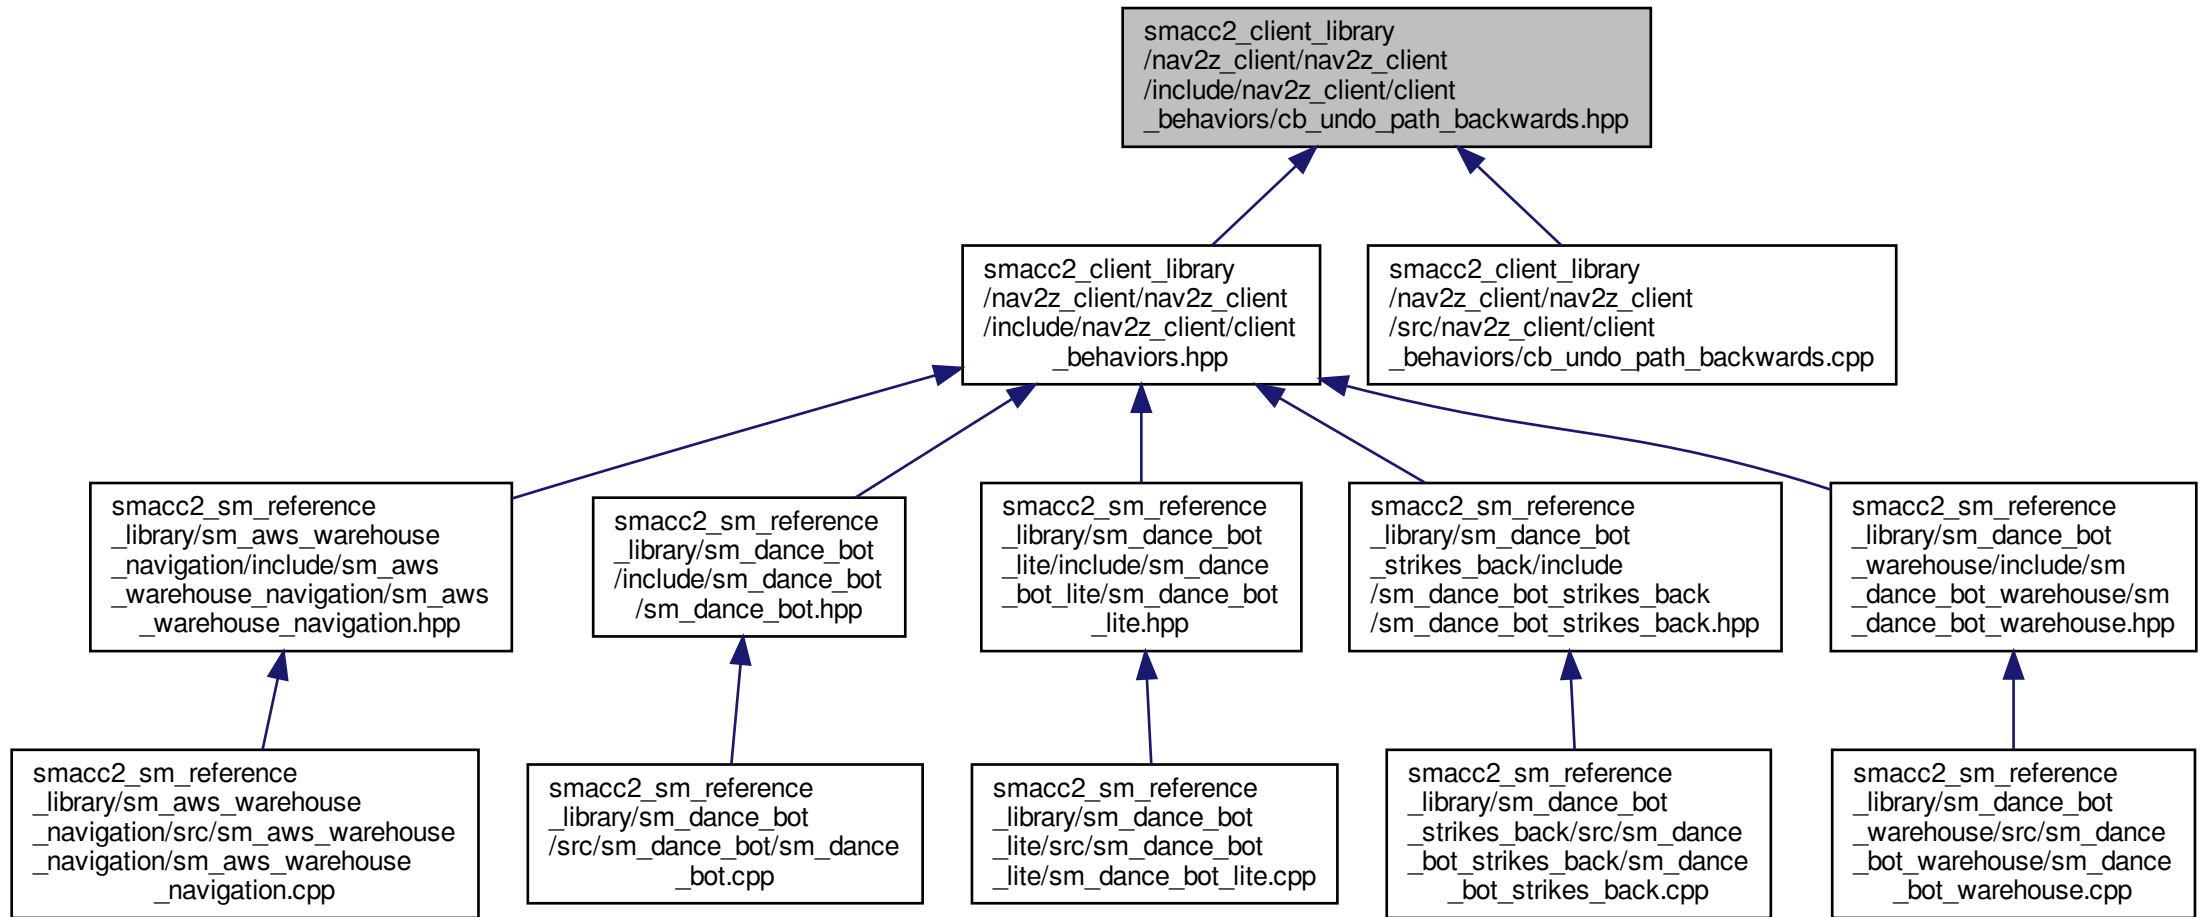 smacc2_client_library
/nav2z_client/nav2z_client
/include/nav2z_client/client
_behaviors/cb_undo_path_backwards.hpp
smacc2_client_library
/nav2z_client/nav2z_client
/include/nav2z_client/client
_behaviors.hpp
smacc2_client_library
/nav2z_client/nav2z_client
/src/nav2z_client/client
_behaviors/cb_undo_path_backwards.cpp
smacc2_sm_reference
_library/sm_aws_warehouse
_navigation/include/sm_aws
_warehouse_navigation/sm_aws
_warehouse_navigation.hpp
smacc2_sm_reference
_library/sm_dance_bot
/include/sm_dance_bot
/sm_dance_bot.hpp
smacc2_sm_reference
_library/sm_dance_bot
_lite/include/sm_dance
_bot_lite/sm_dance_bot
_lite.hpp
smacc2_sm_reference
_library/sm_dance_bot
_strikes_back/include
/sm_dance_bot_strikes_back
/sm_dance_bot_strikes_back.hpp
smacc2_sm_reference
_library/sm_dance_bot
_warehouse/include/sm
_dance_bot_warehouse/sm
_dance_bot_warehouse.hpp
smacc2_sm_reference
_library/sm_aws_warehouse
_navigation/src/sm_aws_warehouse
_navigation/sm_aws_warehouse
_navigation.cpp
smacc2_sm_reference
_library/sm_dance_bot
/src/sm_dance_bot/sm_dance
_bot.cpp
smacc2_sm_reference
_library/sm_dance_bot
_lite/src/sm_dance_bot
_lite/sm_dance_bot_lite.cpp
smacc2_sm_reference
_library/sm_dance_bot
_strikes_back/src/sm_dance
_bot_strikes_back/sm_dance
_bot_strikes_back.cpp
smacc2_sm_reference
_library/sm_dance_bot
_warehouse/src/sm_dance
_bot_warehouse/sm_dance
_bot_warehouse.cpp